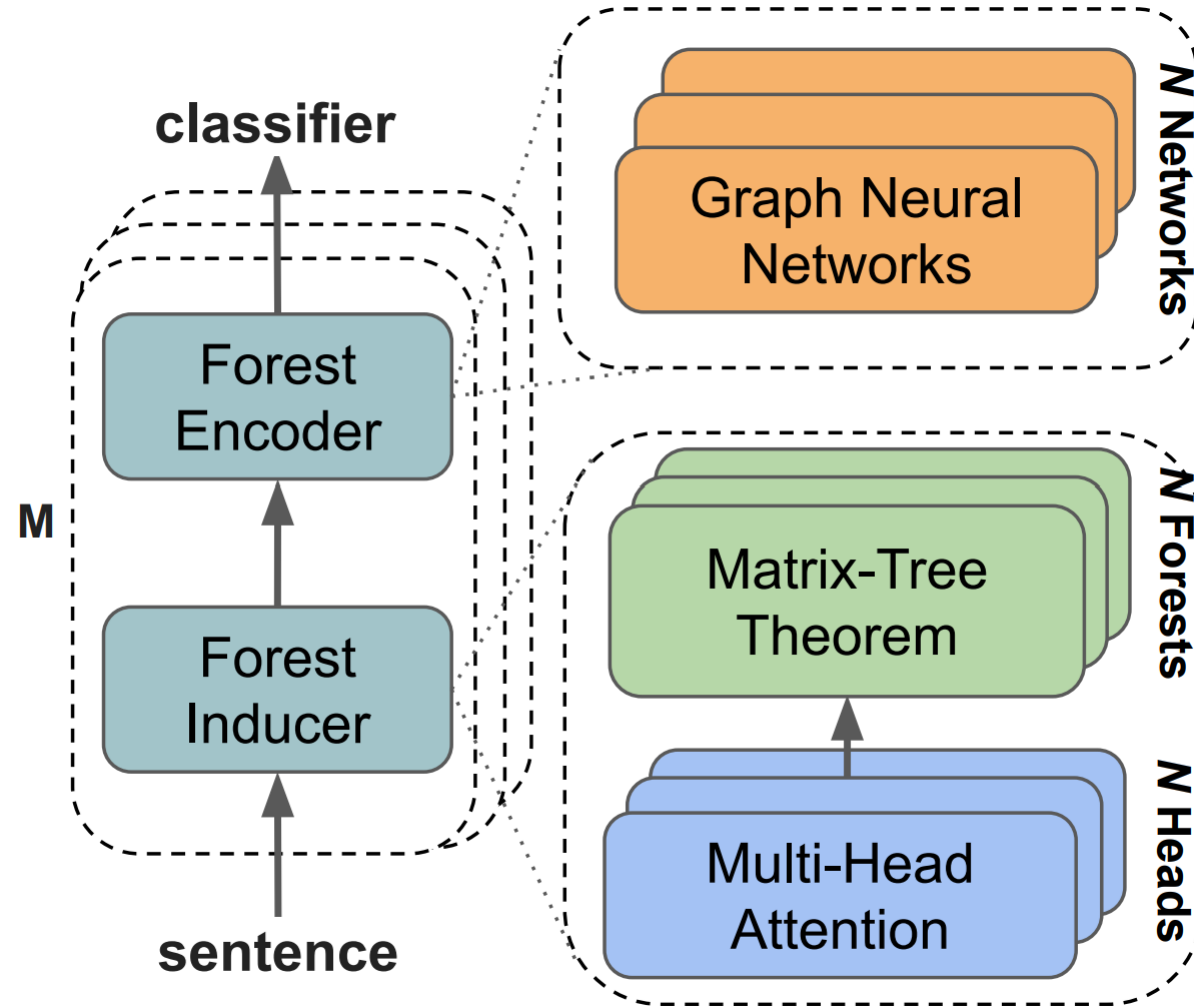 classifier
Forest
Encoder
M
Forest
Inducer
sentence
Graph Neural
Networks
N Networks
Matrix-Tree
Theorem
N Forests
Multi-Head
Attention
N Heads